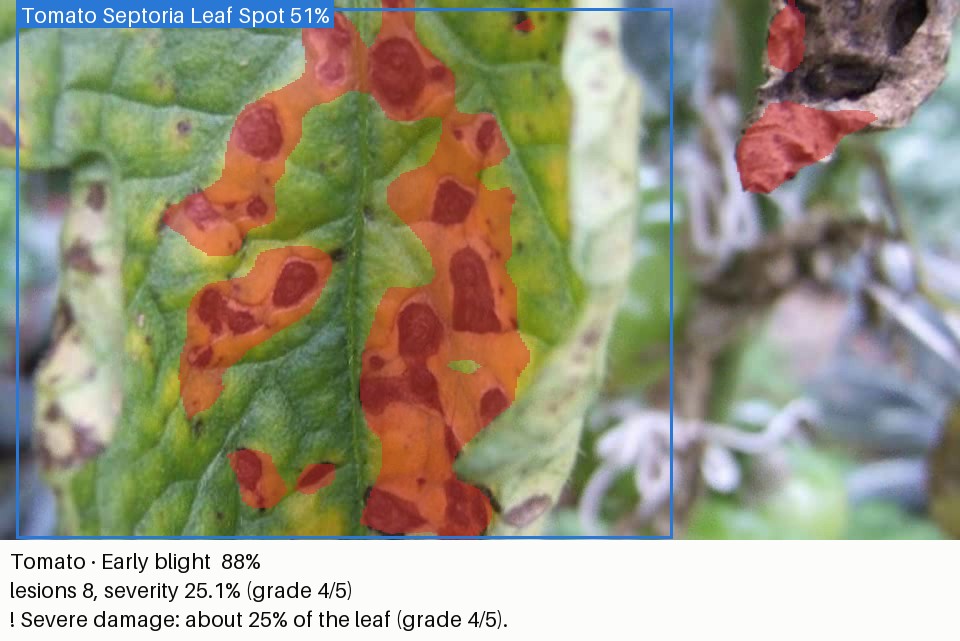 Tomato Septoria Leaf Spot 51%
Tomato · Early blight 88%
lesions 8, severity 25.1% (grade 4/5)
! Severe damage: about 25% of the leaf (grade 4/5).